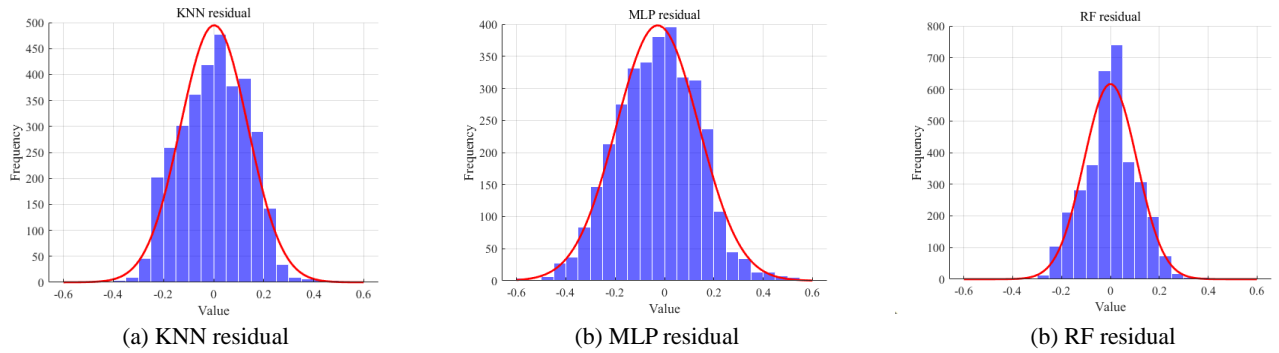 KNN residual
Frequency
500
450
400
350
300
250
200
150
100
50
0
-0.6 -0.4 -0.2 0 0.2 0.4 0.6
Value
(a) KNN residual
MLP residual
Frequency
400
350
300
250
200
150
100
50
0
-0.6 -0.4 -0.2 0 0.2 0.4 0.6
Value
(b) MLP residual
RF residual
Frequency
800
700
600
500
400
300
200
100
0
-0.6 -0.4 -0.2 0 0.2 0.4 0.6
Value
(b) RF residual